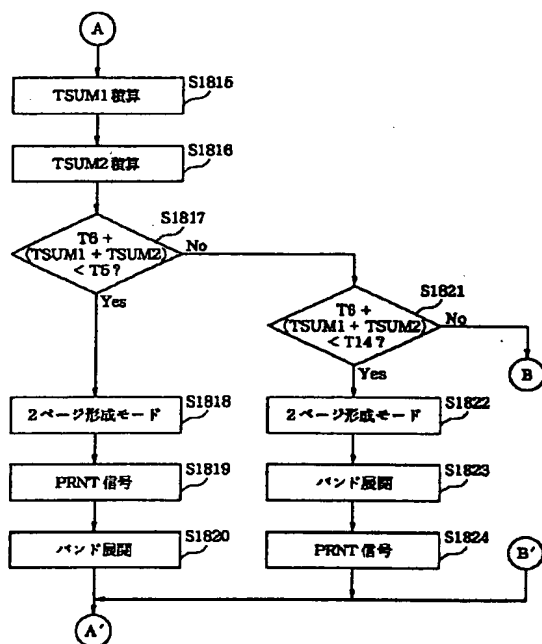 A
S1815
TSUM1 積算
S1816
TSUM2 積算
S1817
T6 +
(TSUM1 + TSUM2)
< T5?
No
Yes
S1821
T6 +
(TSUM1 + TSUM2)
< T14?
No
Yes
B
S1818
2ページ形成モード
S1822
2ページ形成モード
S1819
PRNT 信号
S1823
バンド展開
S1820
バンド展開
S1824
PRNT 信号
B'
A'